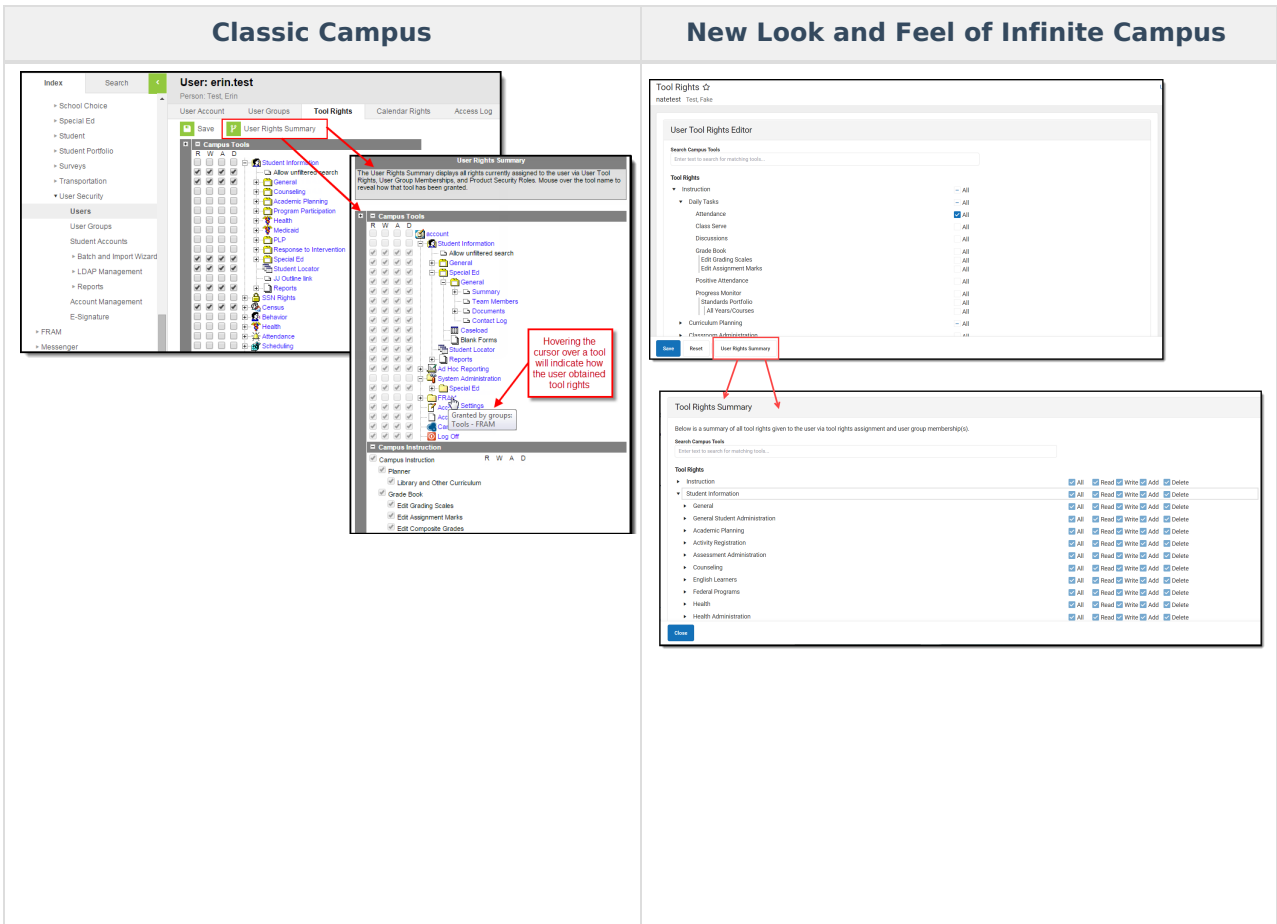 Classic Campus
New Look and Feel of Infinite Campus
Index
Search
School Choice
Special Ed
Student
Student Portfolio
Surveys
Transportation
User Security
Users
User Groups
Student Accounts
Batch and Import Wizard
LDAP Management
Reports
Account Management
E-Signature
FRAM
Messenger
User: erin.test
Person: Test, Erin
User Account User Groups Tool Rights Calendar Rights Access Log
Save User Rights Summary
Campus Tools
R W A D
Student Information
Allow unfiltered search
General
Counseling
Academic Planning
Program Participation
Health
Medicaid
PLP
Response to Intervention
Special Ed
Student Locator
JJ Outline link
Reports
SSN Rights
Census
Behavior
Health
Attendance
Scheduling
User Rights Summary
The User Rights Summary displays all rights currently assigned to the user via User Tool
Rights, User Group Memberships, and Product Security Roles. Mouse over the tool name to
reveal how that tool has been granted.
Campus Tools
R W A D
account
Student Information
Allow unfiltered search
General
Special Ed
General
Summary
Team Members
Documents
Contact Log
Caseload
Blank Forms
Student Locator
Reports
Ad Hoc Reporting
System Administration
Special Ed
FRAM
Settings
Log Off
Granted by groups:
Tools - FRAM
Hovering the
cursor over a tool
will indicate how
the user obtained
tool rights
Campus Instruction
Campus Instruction R W A D
Planner
Library and Other Curriculum
Grade Book
Edit Grading Scales
Edit Assignment Marks
Edit Composite Grades
Tool Rights
natetest Test, Fake
User Tool Rights Editor
Search Campus Tools
Enter text to search for matching tools...
Tool Rights
Instruction All
Daily Tasks All
Attendance All
Class Serve All
Discussions All
Grade Book All
Edit Grading Scales All
Edit Assignment Marks All
Positive Attendance All
Progress Monitor All
Standards Portfolio All
All Years/Courses All
Curriculum Planning All
Classroom Administration All
Save Reset User Rights Summary
Tool Rights Summary
Below is a summary of all tool rights given to the user via tool rights assignment and user group membership(s).
Search Campus Tools
Enter text to search for matching tools...
Tool Rights
Instruction All Read Write Add Delete
Student Information All Read Write Add Delete
General All Read Write Add Delete
General Student Administration All Read Write Add Delete
Academic Planning All Read Write Add Delete
Activity Registration All Read Write Add Delete
Assessment Administration All Read Write Add Delete
Counseling All Read Write Add Delete
English Learners All Read Write Add Delete
Federal Programs All Read Write Add Delete
Health All Read Write Add Delete
Health Administration All Read Write Add Delete
Close